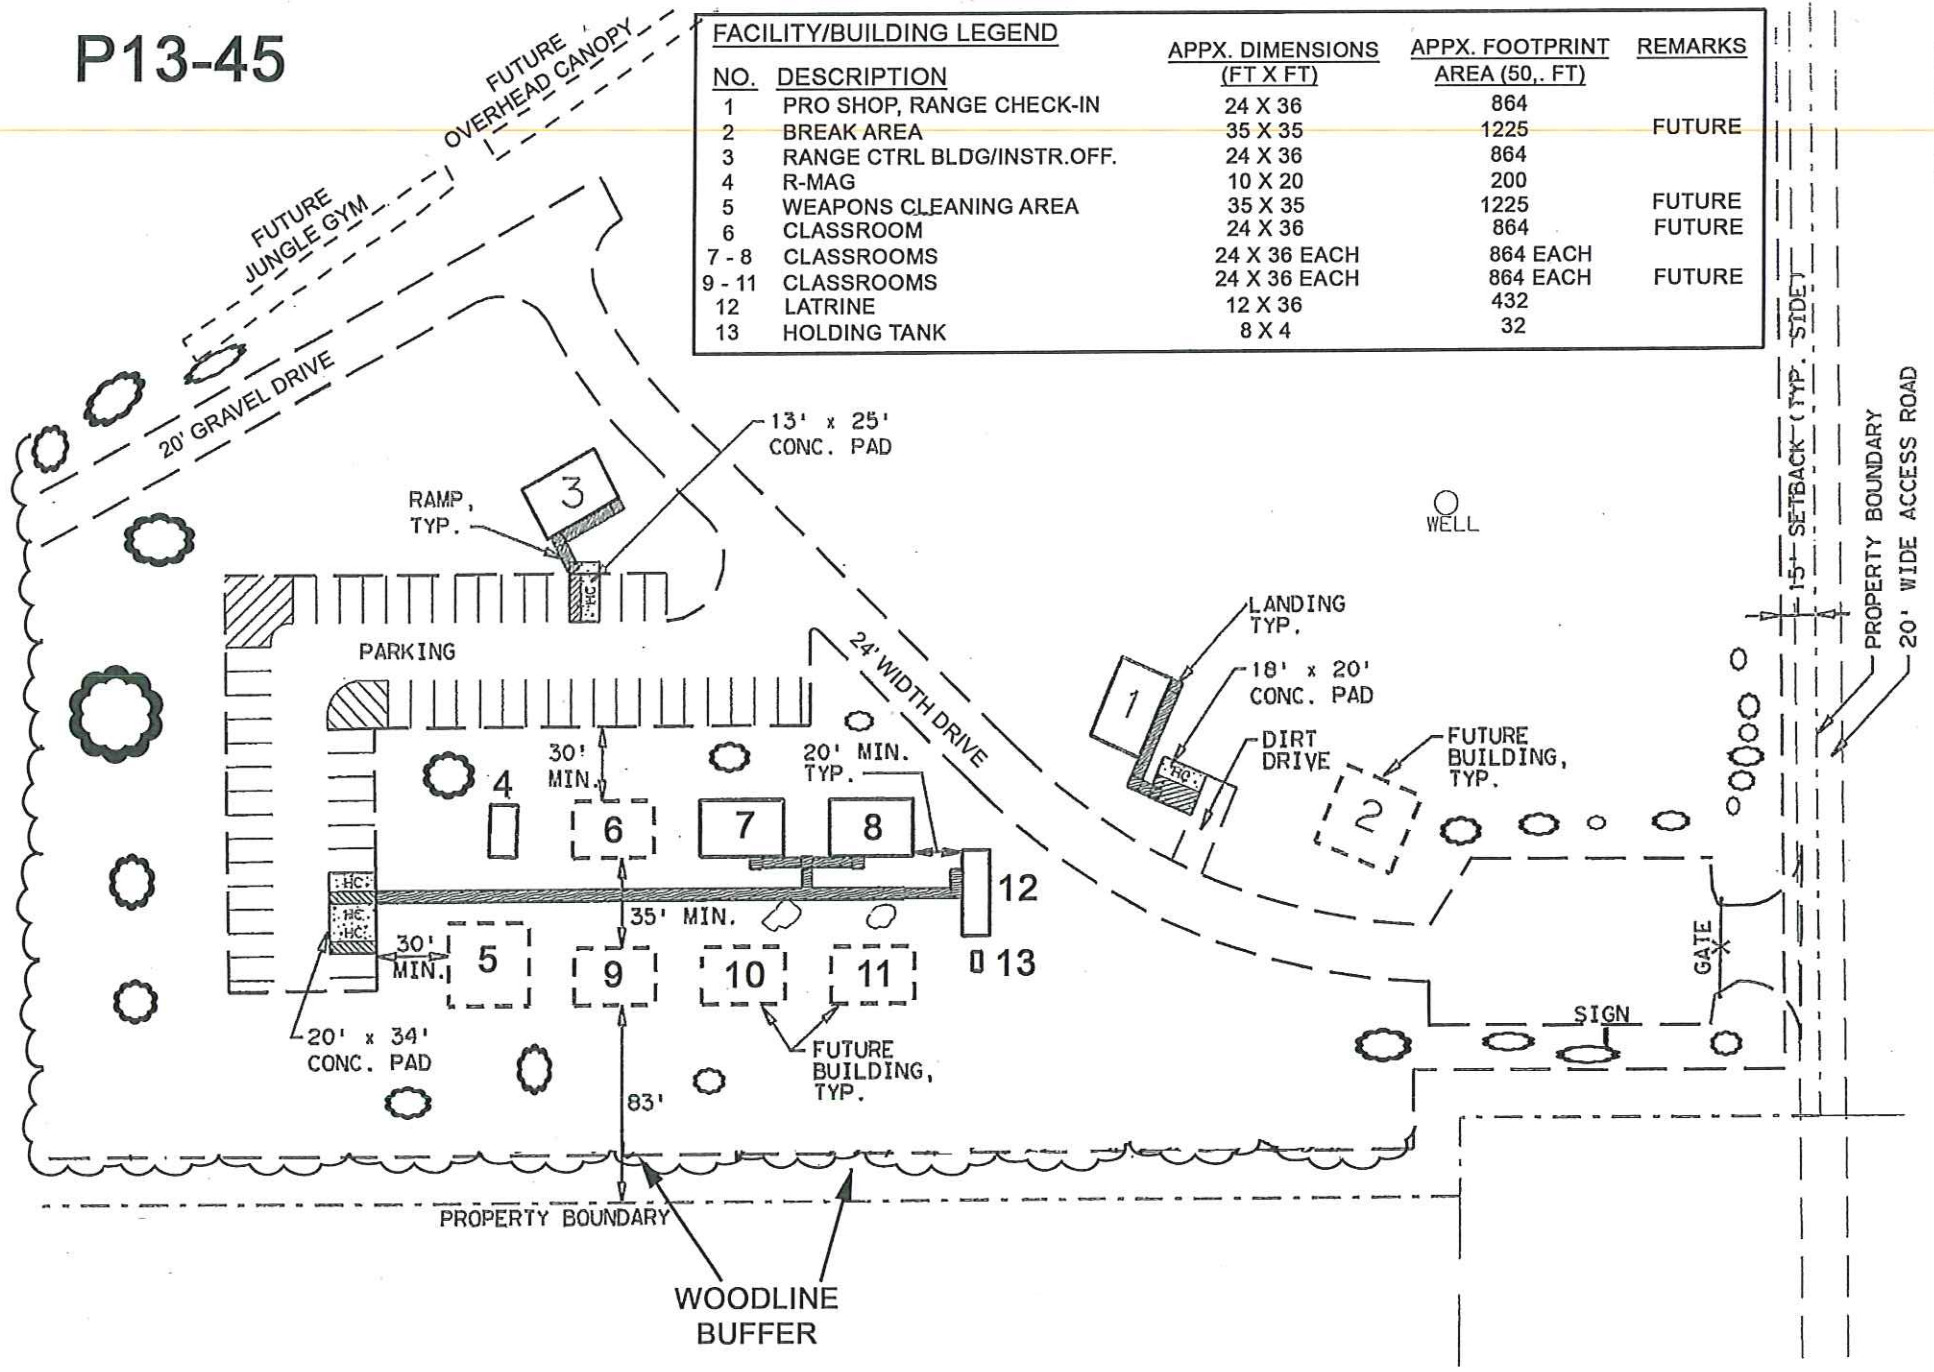 P13-45
FUTURE
OVERHEAD CANOPY
FUTURE
JUNGLE GYM
20' GRAVEL DRIVE
FACILITY/BUILDING LEGEND
NO. DESCRIPTION APPX. DIMENSIONS (FT X FT) APPX. FOOTPRINT AREA (50,. FT) REMARKS
1 PRO SHOP, RANGE CHECK-IN 24 X 36 864
2 BREAK AREA 35 X 35 1225 FUTURE
3 RANGE CTRL BLDG/INSTR.OFF. 24 X 36 864
4 R-MAG 10 X 20 200
5 WEAPONS CLEANING AREA 35 X 35 1225 FUTURE
6 CLASSROOM 24 X 36 864 FUTURE
7 - 8 CLASSROOMS 24 X 36 EACH 864 EACH
9 - 11 CLASSROOMS 24 X 36 EACH 864 EACH FUTURE
12 LATRINE 12 X 36 432
13 HOLDING TANK 8 X 4 32
15' SETBACK (TYP. SIDE)
PROPERTY BOUNDARY
20' WIDE ACCESS ROAD
13' x 25'
CONC. PAD
3
RAMP,
TYP.
HC
WELL
PARKING
24' WIDTH DRIVE
LANDING
TYP.
18' x 20'
CONC. PAD
1
HC
DIRT
DRIVE
FUTURE
BUILDING,
TYP.
2
30'
MIN.
20' MIN.
TYP.
4
6
7
8
12
HC
HC
HC
35' MIN.
30'
MIN.
5
9
10
11
13
GATE
SIGN
20' x 34'
CONC. PAD
FUTURE
BUILDING,
TYP.
83'
PROPERTY BOUNDARY
WOODLINE
BUFFER